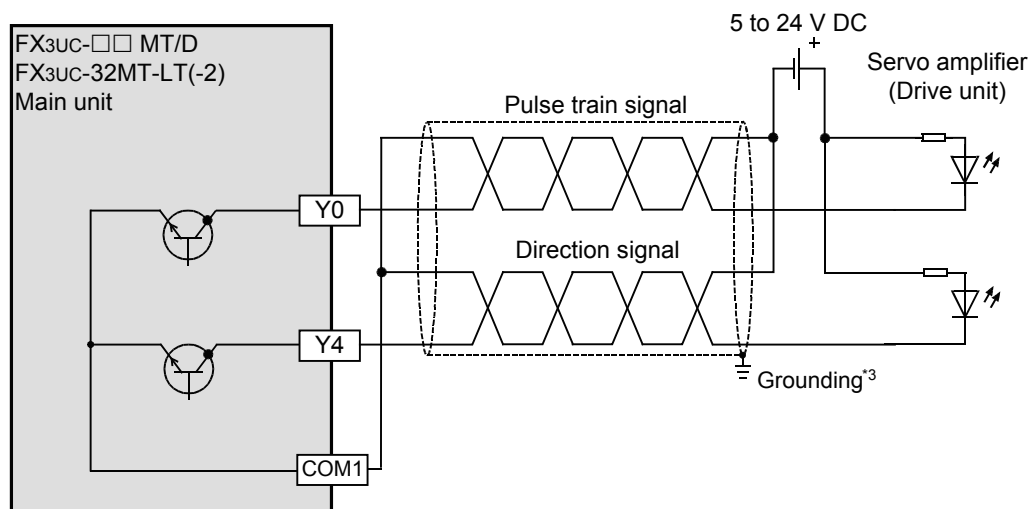 FX3UC-□□ MT/D
FX3UC-32MT-LT(-2)
Main unit
5 to 24 V DC
+
Servo amplifier
(Drive unit)
Pulse train signal
Y0
Direction signal
Y4
Grounding*3
COM1